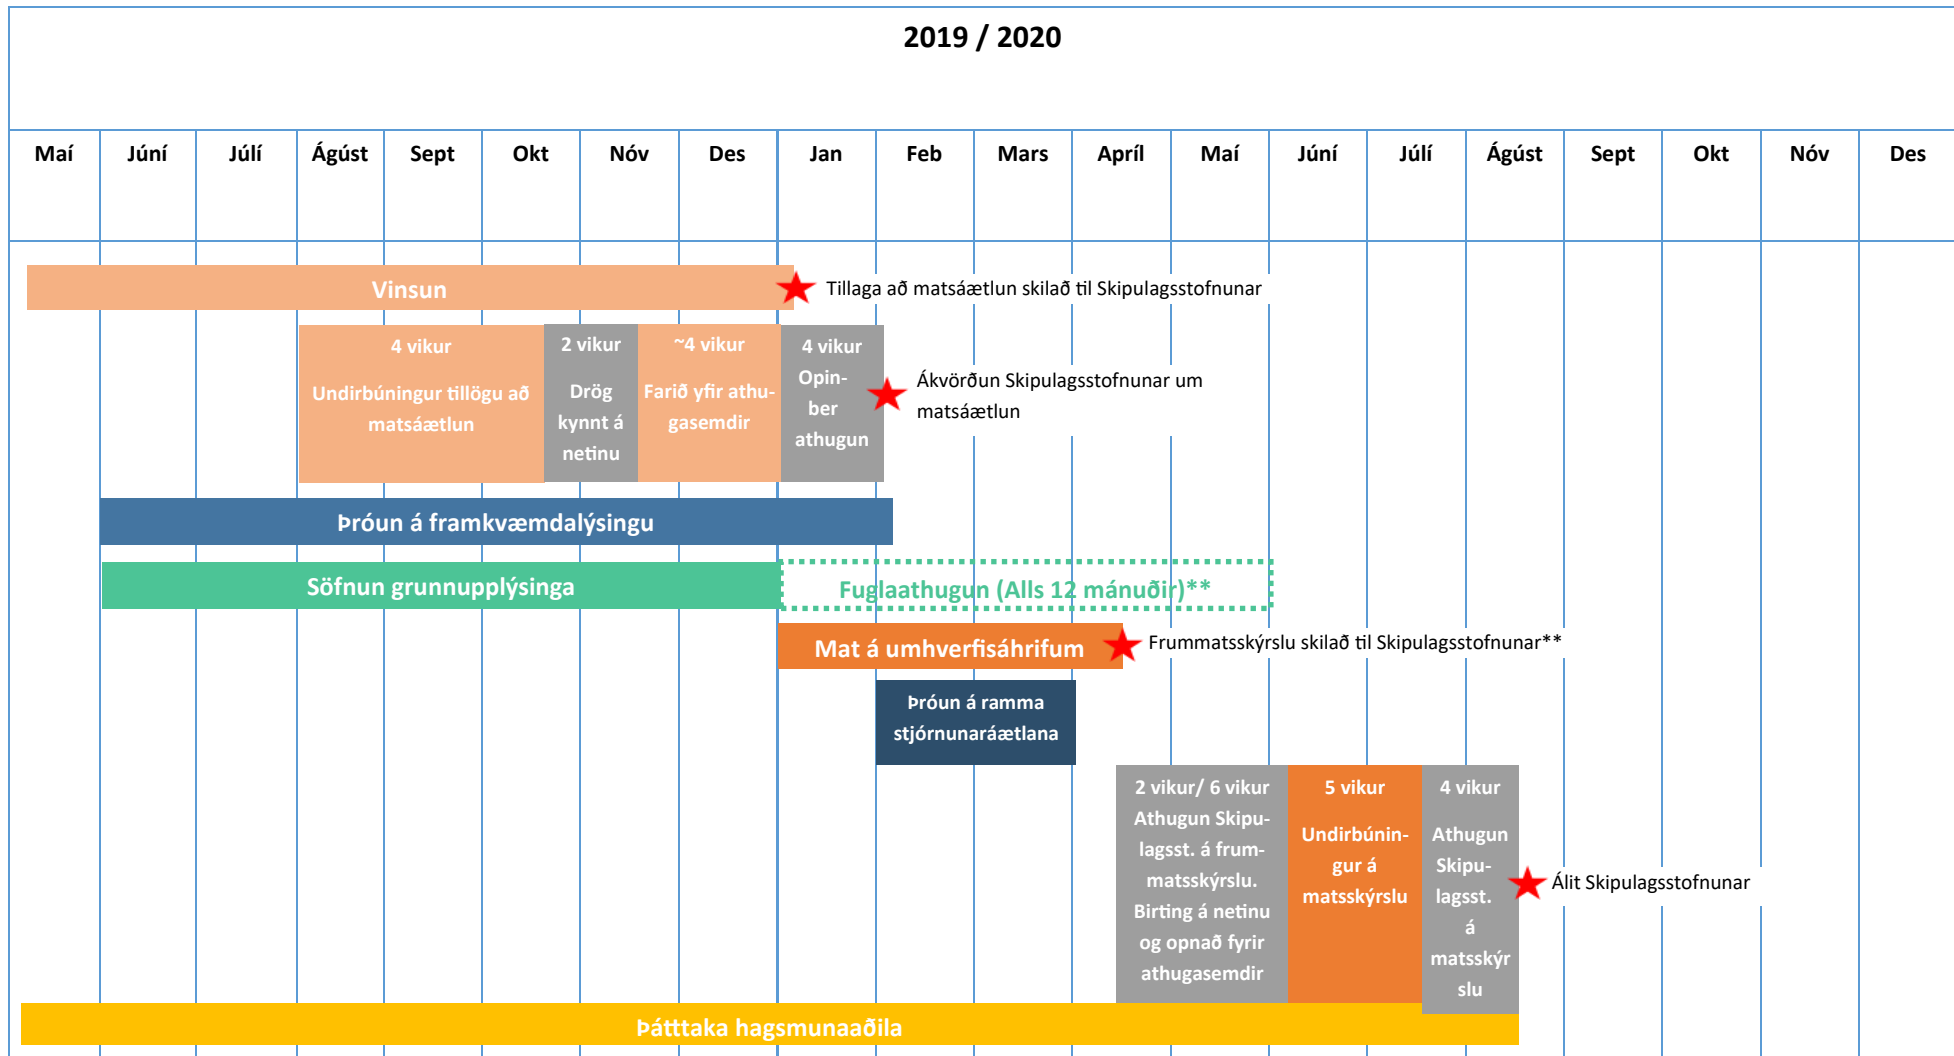 2019 / 2020
Maí Júní Júlí Ágúst Sept Okt Nóv Des Jan Feb Mars Apríl Maí Júní Júlí Ágúst Sept Okt Nóv Des
Vinsun
Tillaga að matsáætlun skilað til Skipulagsstofnunar
4 vikur
Undirbúningur tillögu að
matsáætlun
2 vikur
Drög
kynnt á
netinu
~4 vikur
Farið yfir athu-
gasemdir
4 vikur
Opin-
ber
athugun
Ákvörðun Skipulagsstofnunar um
matsáætlun
Þróun á framkvæmdalýsingu
Söfnun grunnupplýsinga
Fuglaathugun (Alls 12 mánuðir)**
Mat á umhverfisáhrifum
Frummatsskýrslu skilað til Skipulagsstofnunar**
Þróun á ramma
stjórnunaráætlana
2 vikur/ 6 vikur
Athugun Skipu-
lagsst. á frum-
matsskýrslu.
Birting á netinu
og opnað fyrir
athugasemdir
5 vikur
Undirbúnin-
gur á
matsskýrslu
4 vikur
Athugun
Skipu-
lagsst.
á
matsskýr
slu
Álit Skipulagsstofnunar
Þátttaka hagsmunaaðila